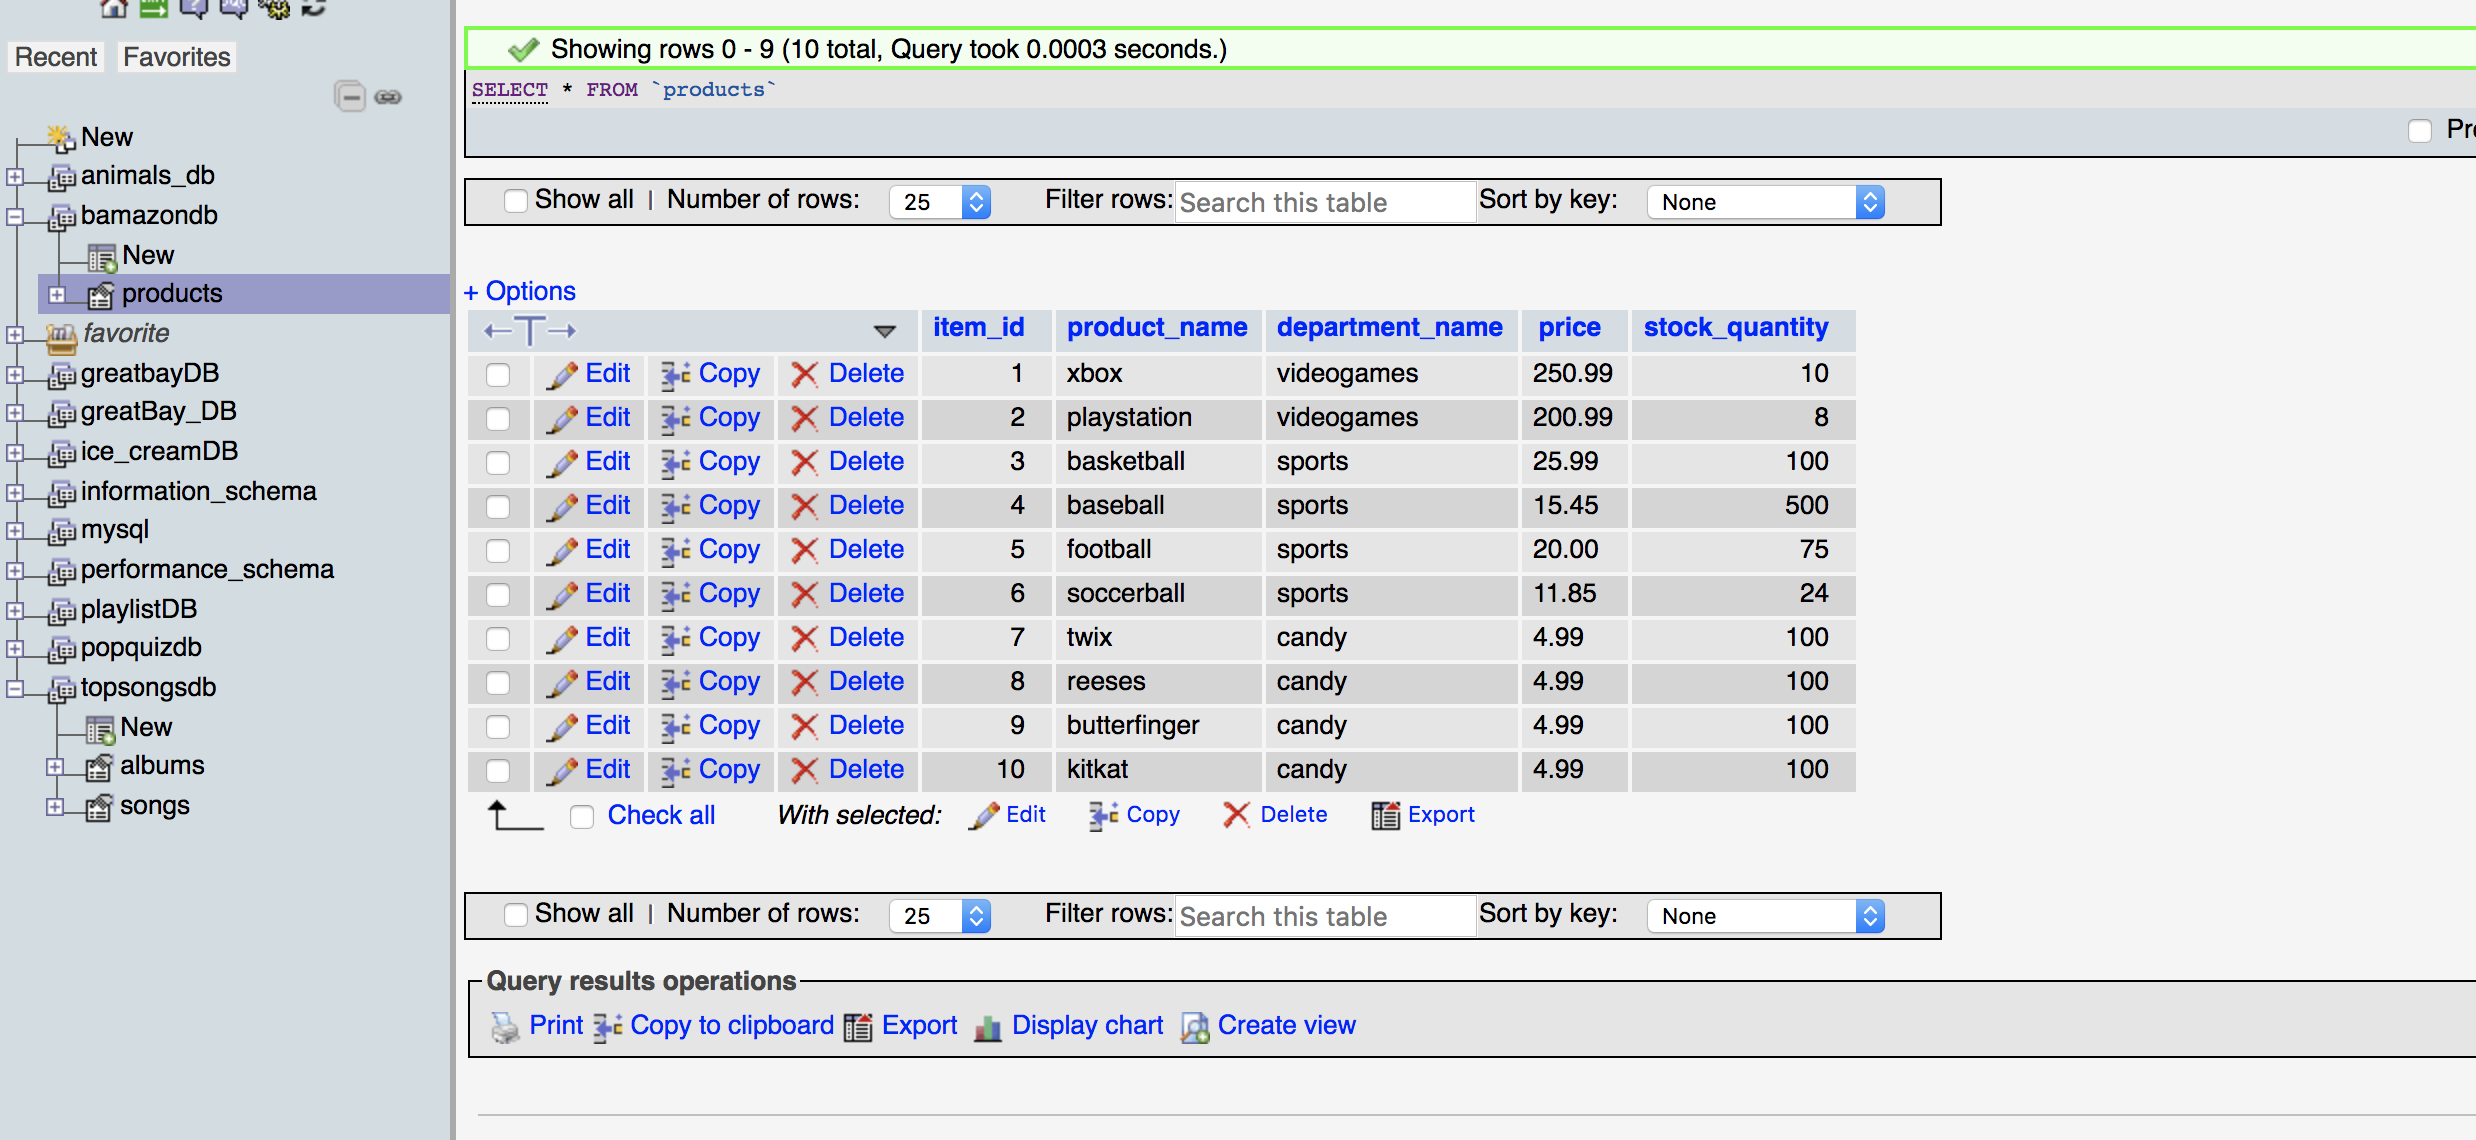 Recent Favorites
New
animals_db
bamazondb
New
products
favorite
greatbayDB
greatBay_DB
ice_creamDB
information_schema
mysql
performance_schema
playlistDB
popquizdb
topsongsdb
New
albums
songs
Showing rows 0 - 9 (10 total, Query took 0.0003 seconds.)
SELECT * FROM `products`
Show all | Number of rows: 25 Filter rows: Search this table Sort by key: None
+ Options
item_id product_name department_name price stock_quantity
Edit Copy Delete 1 xbox videogames 250.99 10
Edit Copy Delete 2 playstation videogames 200.99 8
Edit Copy Delete 3 basketball sports 25.99 100
Edit Copy Delete 4 baseball sports 15.45 500
Edit Copy Delete 5 football sports 20.00 75
Edit Copy Delete 6 soccerball sports 11.85 24
Edit Copy Delete 7 twix candy 4.99 100
Edit Copy Delete 8 reeses candy 4.99 100
Edit Copy Delete 9 butterfinger candy 4.99 100
Edit Copy Delete 10 kitkat candy 4.99 100
Check all With selected: Edit Copy Delete Export
Show all | Number of rows: 25 Filter rows: Search this table Sort by key: None
Query results operations
Print Copy to clipboard Export Display chart Create view